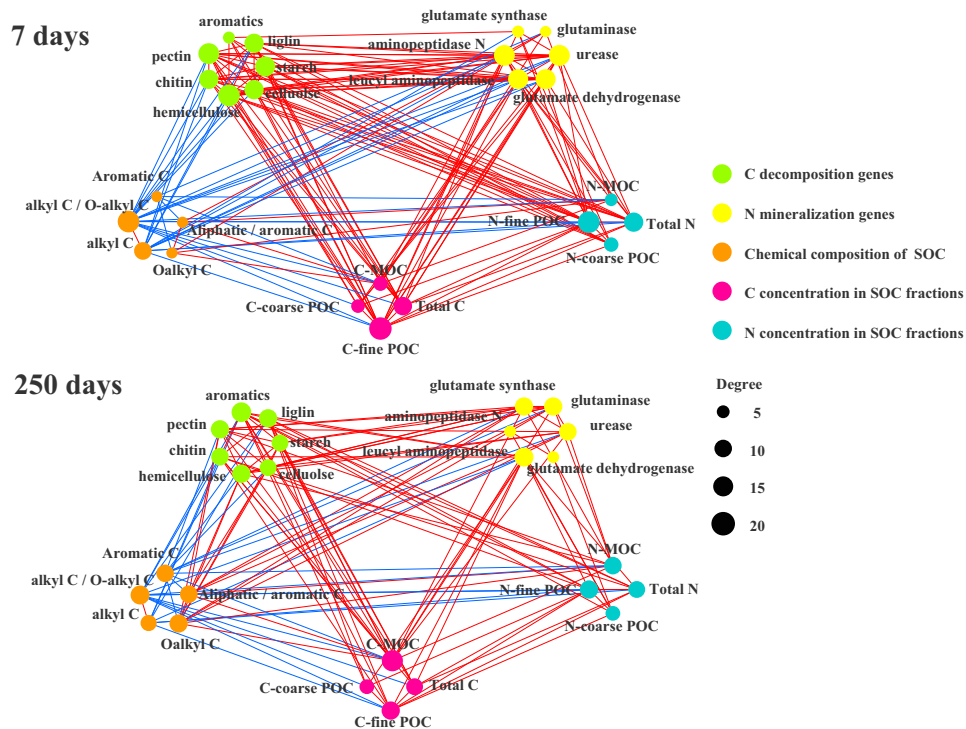 7 days
glutamate synthase
aromatics
glutaminase
liglin
aminopeptidase N
pectin
urease
starch
chitin
leucyl aminopeptidase
celluolse
glutamate dehydrogenase
hemicellulose
Aromatic C
alkyl C / O-alkyl C
N-MOC
N-fine POC
Total N
Aliphatic / aromatic C
alkyl C
N-coarse POC
Oalkyl C
C-MOC
C-coarse POC
Total C
C-fine POC
C decomposition genes
N mineralization genes
Chemical composition of SOC
C concentration in SOC fractions
N concentration in SOC fractions
250 days
glutamate synthase
aromatics
glutaminase
liglin
aminopeptidase N
pectin
urease
starch
chitin
leucyl aminopeptidase
glutamate dehydrogenase
hemicellulose
celluolse
Aromatic C
N-MOC
alkyl C / O-alkyl C
Aliphatic / aromatic C
N-fine POC
Total N
alkyl C
N-coarse POC
Oalkyl C
C-MOC
C-coarse POC
Total C
C-fine POC
Degree
5
10
15
20